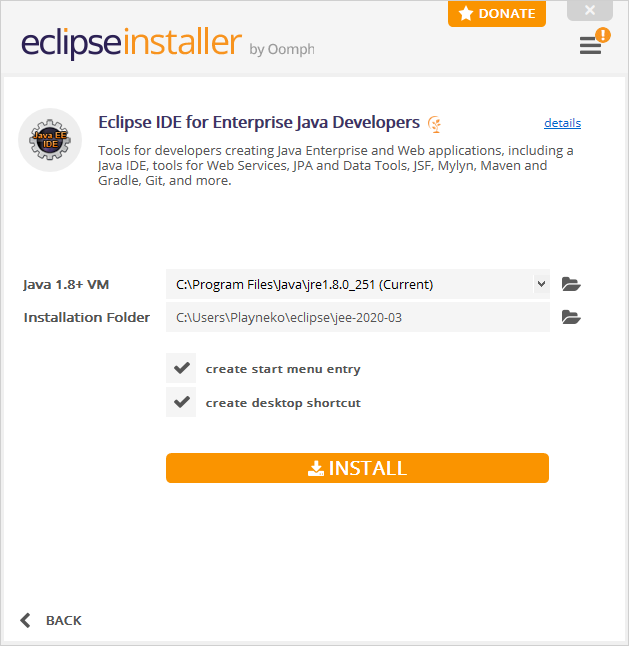 DONATE
eclipseinstaller by Oomph
Java EE
IDE
Eclipse IDE for Enterprise Java Developers
details
Tools for developers creating Java Enterprise and Web applications, including a
Java IDE, tools for Web Services, JPA and Data Tools, JSF, Mylyn, Maven and
Gradle, Git, and more.
Java 1.8+ VM
C:\Program Files\Java\jre1.8.0_251 (Current)
Installation Folder
C:\Users\Playneko\eclipse\jee-2020-03
create start menu entry
create desktop shortcut
INSTALL
BACK